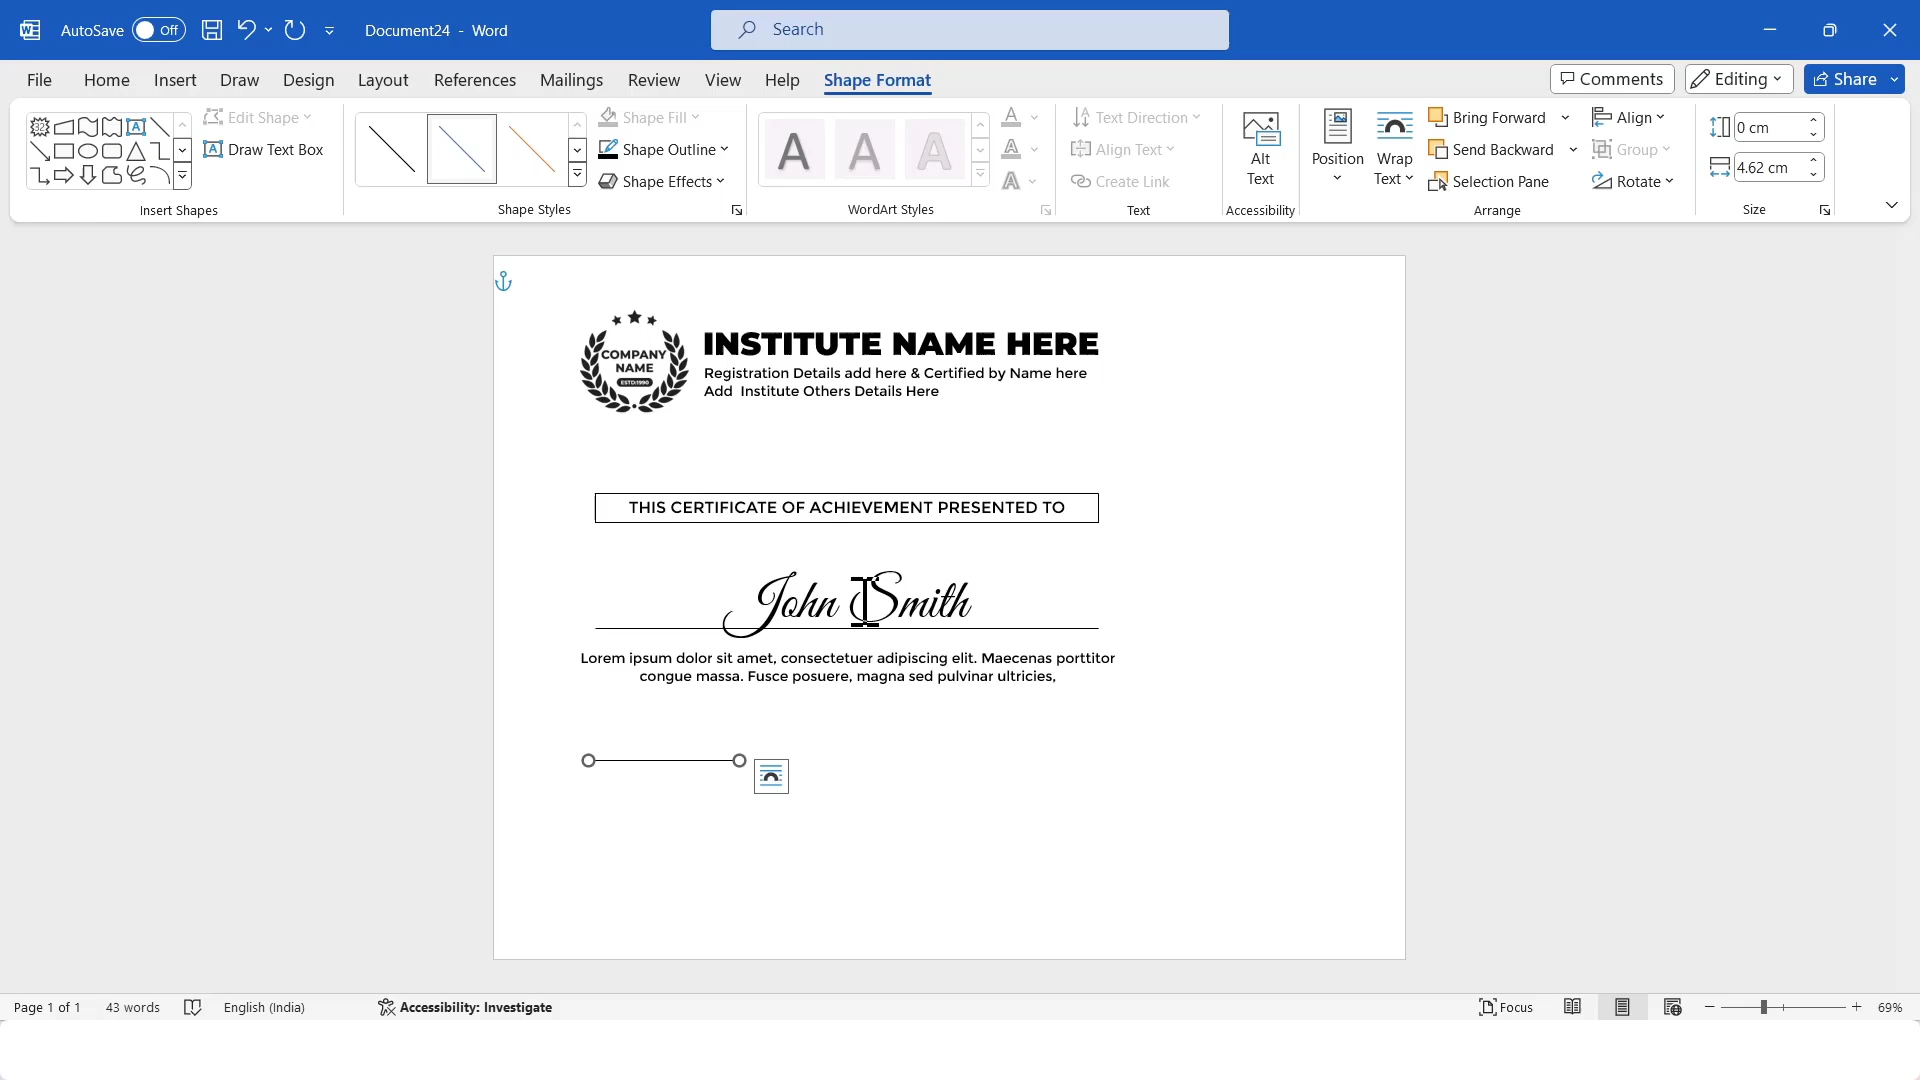 AutoSave Off Document24 - Word Search
File Home Insert Draw Design Layout References Mailings Review View Help Shape Format Comments Editing Share
Edit Shape
Draw Text Box
Insert Shapes
Shape Fill
Shape Outline
Shape Effects
Shape Styles
A A A
WordArt Styles
Text Direction
Align Text
Create Link
Text
Alt
Text
Accessibility
Position
Wrap
Text
Bring Forward
Send Backward
Selection Pane
Align
Group
Rotate
Arrange
0 cm
4.62 cm
Size
COMPANY
NAME
ESTD:1990
INSTITUTE NAME HERE
Registration Details add here & Certified by Name here
Add Institute Others Details Here
THIS CERTIFICATE OF ACHIEVEMENT PRESENTED TO
John Smith
Lorem ipsum dolor sit amet, consectetuer adipiscing elit. Maecenas porttitor
congue massa. Fusce posuere, magna sed pulvinar ultricies,
Page 1 of 1 43 words English (India) Accessibility: Investigate Focus 69%